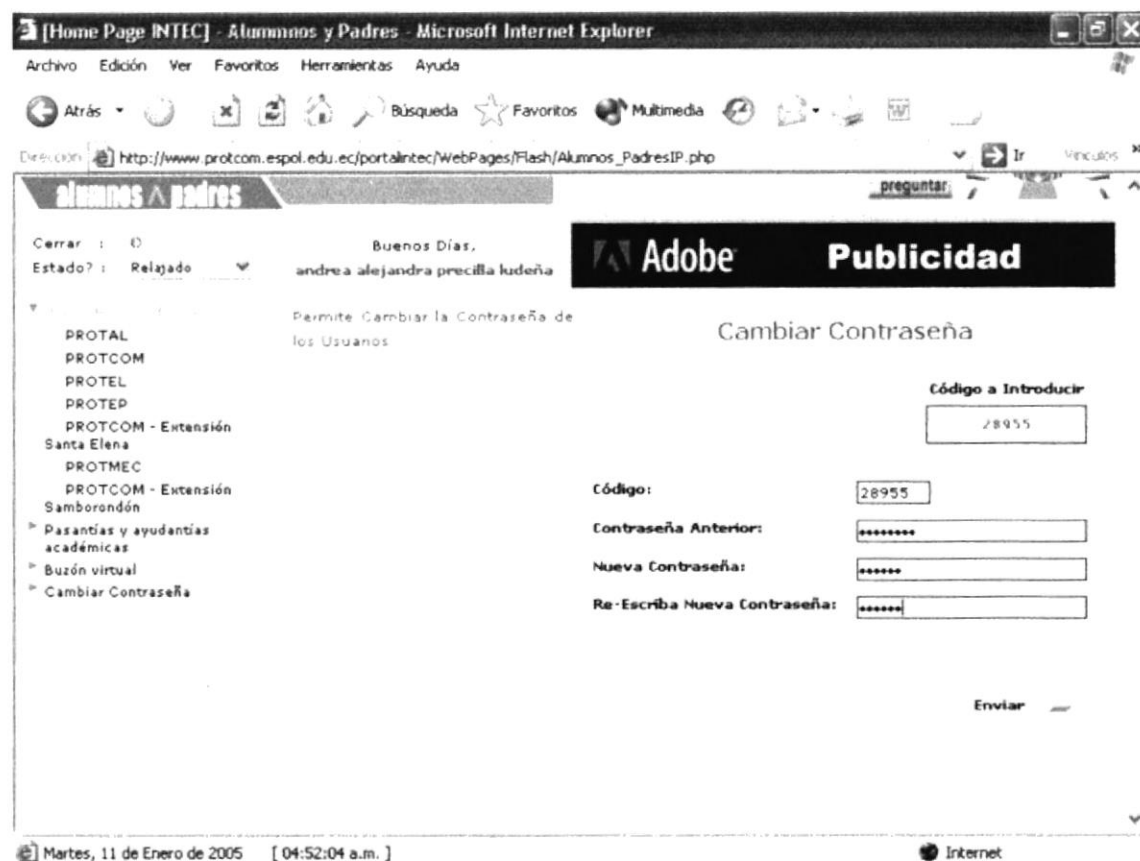 [Home Page INTEC] - Alumnnos y Padres - Microsoft Internet Explorer
Archivo Edición Ver Favoritos Herramientas Ayuda
Atrás Búsqueda Favoritos Multimedia
Dirección http://www.protcom.espol.edu.ec/portalintec/WebPages/Flash/Alumnos_PadresIP.php Ir Vínculos »
alumnos y padres
preguntar
Cerrar :
Estado? : Relajado
Buenos Días,
andrea alejandra precilla ludeña
Adobe Publicidad
Permite Cambiar la Contraseña de
los Usuarios
PROTAL
PROTCOM
PROTEL
PROTEP
PROTCOM - Extensión
Santa Elena
PROTMEC
PROTCOM - Extensión
Samborondón
Pasantías y ayudantías
académicas
Buzón virtual
Cambiar Contraseña
Cambiar Contraseña
Código a Introducir
28955
Código: 28955
Contraseña Anterior: ••••••••
Nueva Contraseña: ••••••
Re-Escriba Nueva Contraseña: ••••••
Enviar
Martes, 11 de Enero de 2005 [ 04:52:04 a.m. ] Internet